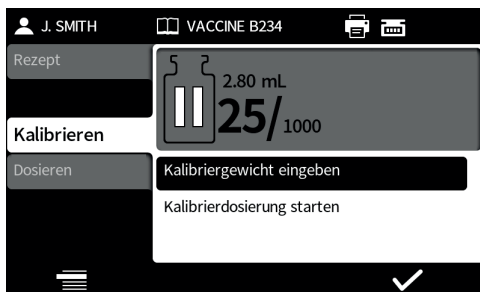 J. SMITH
VACCINE B234
Rezept
Kalibrieren
Dosieren
2.80 mL
25/1000
Kalibriergewicht eingeben
Kalibrierdosierung starten